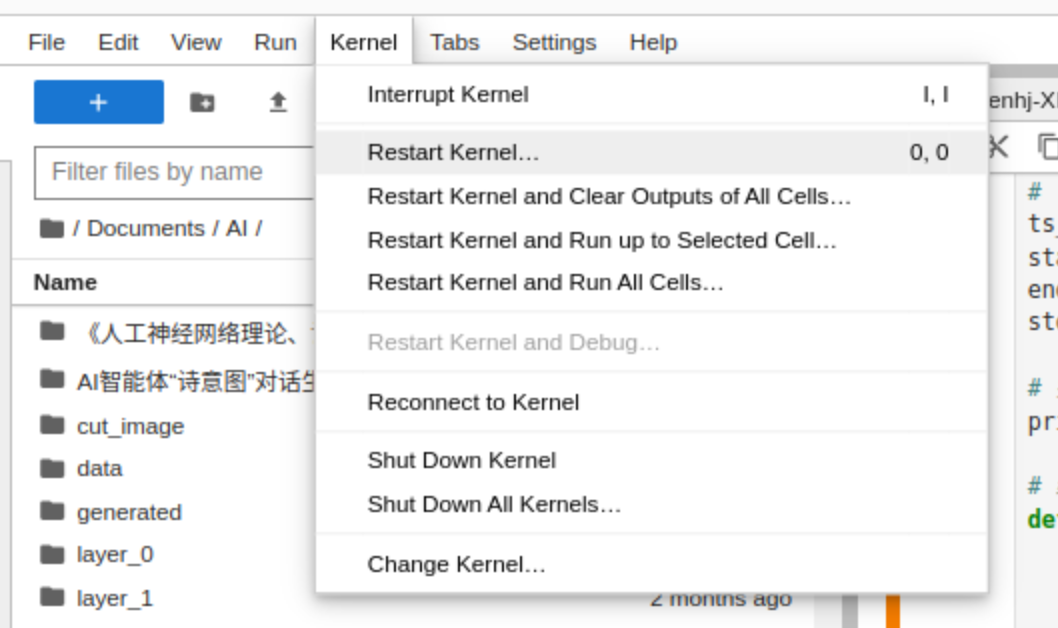 File Edit View Run Kernel Tabs Settings Help
Interrupt Kernel I, I
Restart Kernel… 0, 0
Restart Kernel and Clear Outputs of All Cells…
Restart Kernel and Run up to Selected Cell…
Restart Kernel and Run All Cells…
Restart Kernel and Debug…
Reconnect to Kernel
Shut Down Kernel
Shut Down All Kernels…
Change Kernel…
Filter files by name
/ Documents / AI /
Name
《人工神经网络理论、
AI智能体“诗意图”对话
cut_image
data
generated
layer_0
layer_1 2 months ago
enhj-X
#
ts_
sta
end
sto
#
pri
#
de